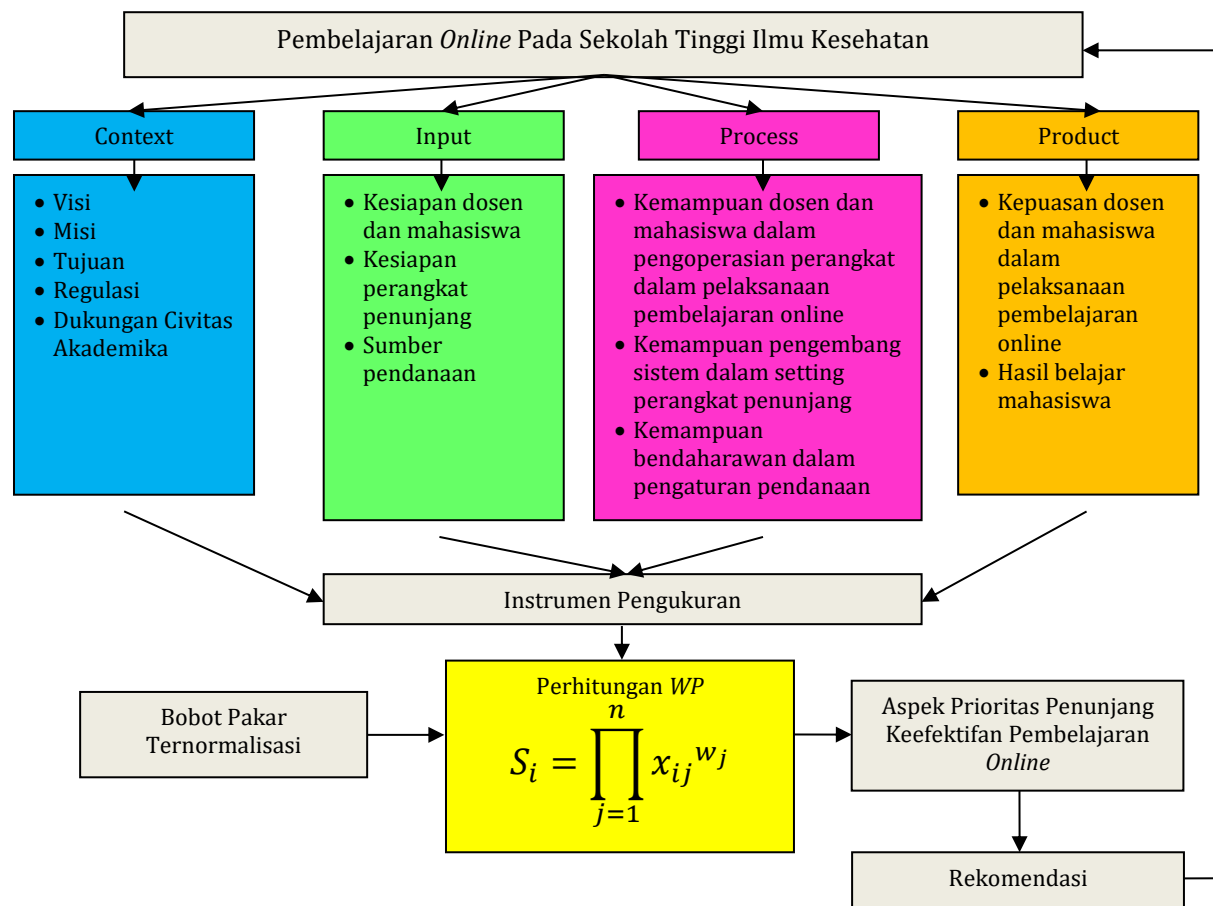 Pembelajaran Online Pada Sekolah Tinggi Ilmu Kesehatan
Context
Input
Process
Product
• Visi
• Misi
• Tujuan
• Regulasi
• Dukungan Civitas
Akademika
• Kesiapan dosen
dan mahasiswa
• Kesiapan
perangkat
penunjang
• Sumber
pendanaan
• Kemampuan dosen dan
mahasiswa dalam
pengoperasian perangkat
dalam pelaksanaan
pembelajaran online
• Kemampuan pengembang
sistem dalam setting
perangkat penunjang
• Kemampuan
bendaharawan dalam
pengaturan pendanaan
• Kepuasan dosen
dan mahasiswa
dalam
pelaksanaan
pembelajaran
online
• Hasil belajar
mahasiswa
Instrumen Pengukuran
Bobot Pakar
Ternormalisasi
Perhitungan WP
n
S_i = ∏ x_{ij}^{w_j}
j=1
Aspek Prioritas Penunjang
Keefektifan Pembelajaran
Online
Rekomendasi